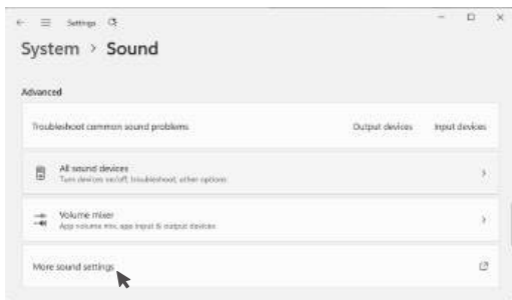 Settings
System > Sound
Advanced
Troubleshoot common sound problems Output devices Input devices
All sound devices
Turn devices on/off, troubleshoot, other options
Volume mixer
App volume mix, app input & output devices
More sound settings